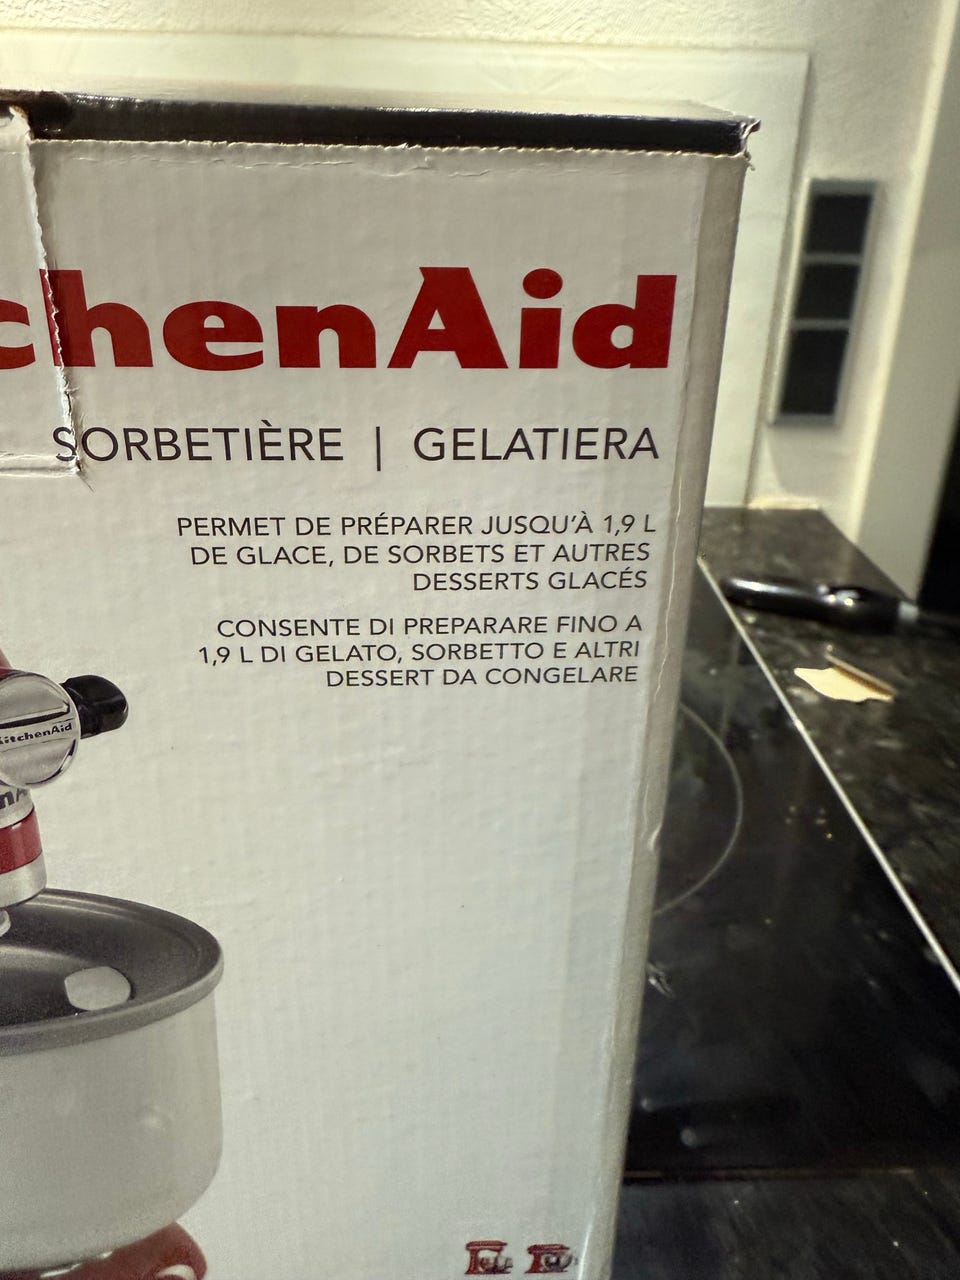 chenAid
SORBETIÈRE | GELATIERA
PERMET DE PRÉPARER JUSQU'À 1,9 L
DE GLACE, DE SORBETS ET AUTRES
DESSERTS GLACÉS
CONSENTE DI PREPARARE FINO A
1,9 L DI GELATO, SORBETTO E ALTRI
DESSERT DA CONGELARE
KitchenAid